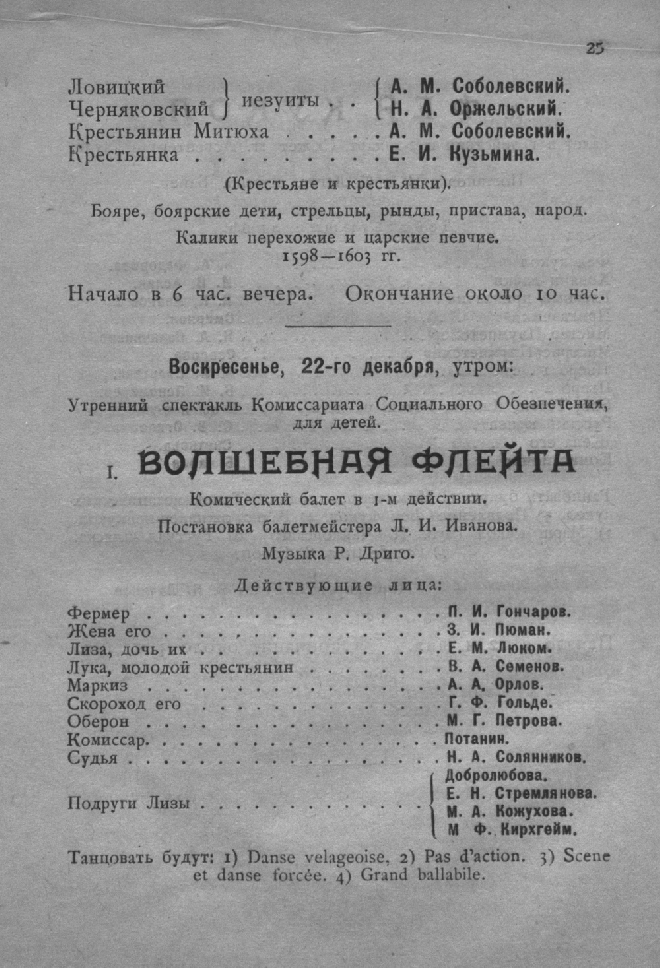 25
Ловицкий } иезуиты . . { А. М. Соболевский.
Черняковский } { Н. А. Оржельский.
Крестьянин Митюха . . . . . А. М. Соболевский.
Крестьянка . . . . . . . . . Е. И. Кузьмина.
(Крестьяне и крестьянки).
Бояре, боярские дети, стрельцы, рынды, пристава, народ.
Калики перехожие и царские певчие.
1598—1603 гг.
Начало в 6 час. вечера. Окончание около 10 час.
Воскресенье, 22-го декабря, утром:
Утренний спектакль Комиссариата Социального Обезпечения,
для детей.
I. ВОЛШЕБНАЯ ФЛЕЙТА
Комический балет в 1-м действии.
Постановка балетмейстера Л. И. Иванова.
Музыка Р. Дриго.
Действующие лица:
Фермер . . . . . . . . . . . . . . . . . П. И. Гончаров.
Жена его . . . . . . . . . . . . . . . . З. И. Пюман.
Лиза, дочь их . . . . . . . . . . . . . . Е. М. Люком.
Лука, молодой крестьянин . . . . . . . . В. А. Семенов.
Маркиз . . . . . . . . . . . . . . . . . А. А. Орлов.
Скороход его . . . . . . . . . . . . . . Г. Ф. Гольде.
Оберон . . . . . . . . . . . . . . . . . М. Г. Петрова.
Комиссар. . . . . . . . . . . . . . . . . Потанин.
Судья . . . . . . . . . . . . . . . . . . Н. А. Солянников.
Добролюбова.
Е. Н. Стремлянова.
Подруги Лизы . . . . . . . . . . . . . {
М. А. Кожухова.
М Ф. Кирхгейм.
Танцовать будут: 1) Danse velageoise, 2) Pas d'action. 3) Scene
et danse forcée. 4) Grand ballabile.